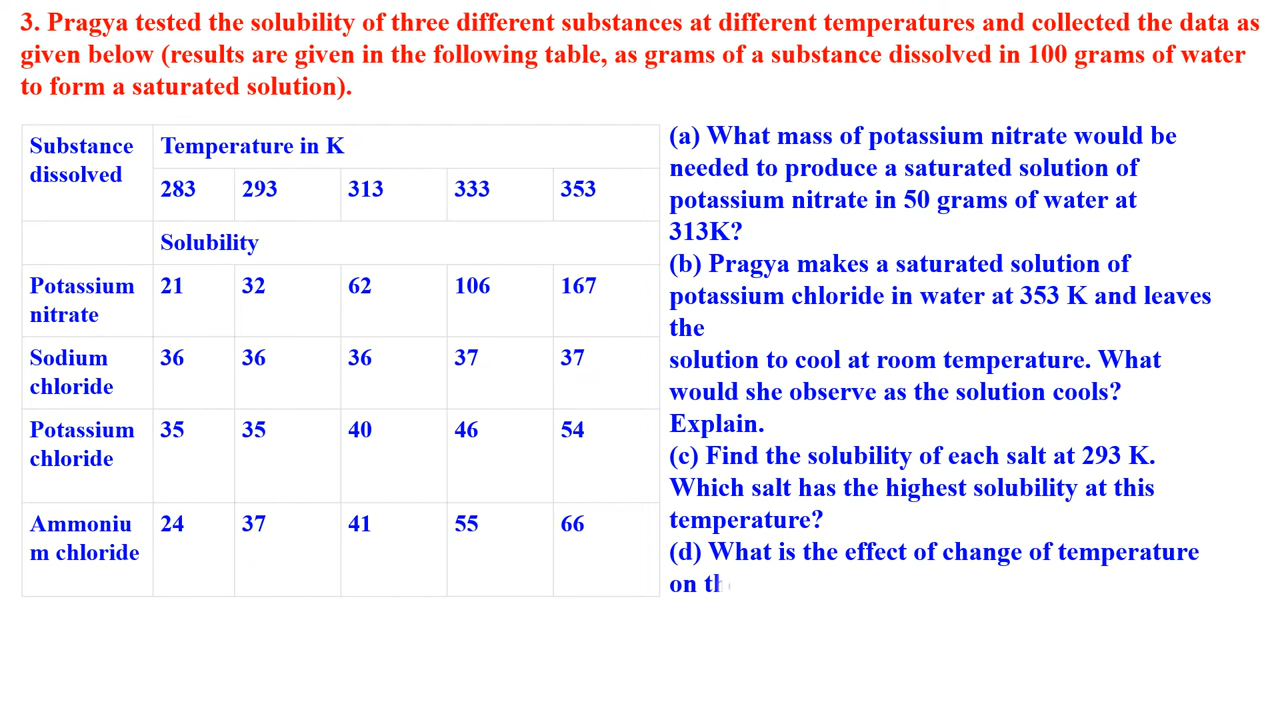 3. Pragya tested the solubility of three different substances at different temperatures and collected the data as
given below (results are given in the following table, as grams of a substance dissolved in 100 grams of water
to form a saturated solution).
Substance dissolved Temperature in K
283 293 313 333 353
Solubility
Potassium nitrate 21 32 62 106 167
Sodium chloride 36 36 36 37 37
Potassium chloride 35 35 40 46 54
Ammoniu m chloride 24 37 41 55 66
(a) What mass of potassium nitrate would be
needed to produce a saturated solution of
potassium nitrate in 50 grams of water at
313K?
(b) Pragya makes a saturated solution of
potassium chloride in water at 353 K and leaves
the
solution to cool at room temperature. What
would she observe as the solution cools?
Explain.
(c) Find the solubility of each salt at 293 K.
Which salt has the highest solubility at this
temperature?
(d) What is the effect of change of temperature
on